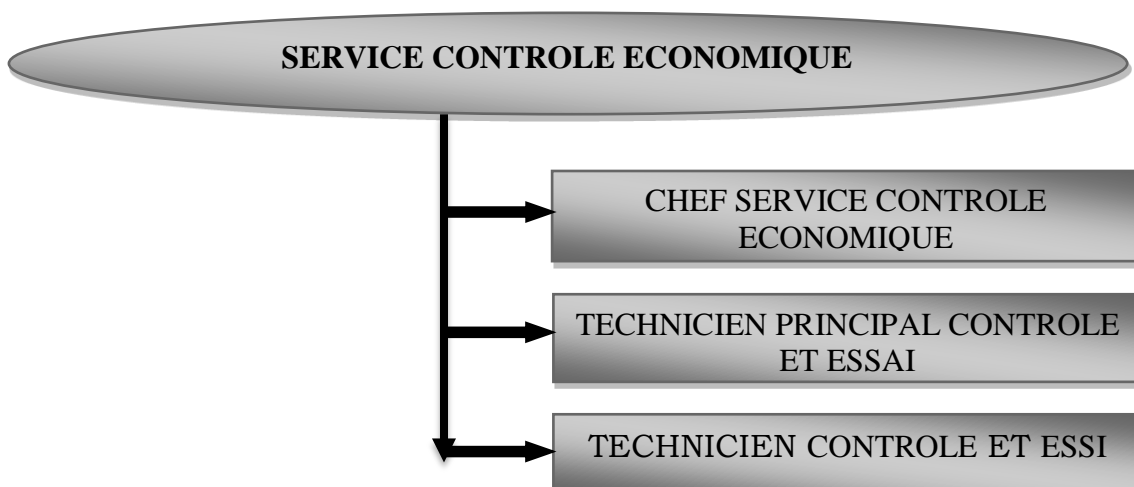 SERVICE CONTROLE ECONOMIQUE
CHEF SERVICE CONTROLE
ECONOMIQUE
TECHNICIEN PRINCIPAL CONTROLE
ET ESSAI
TECHNICIEN CONTROLE ET ESSI